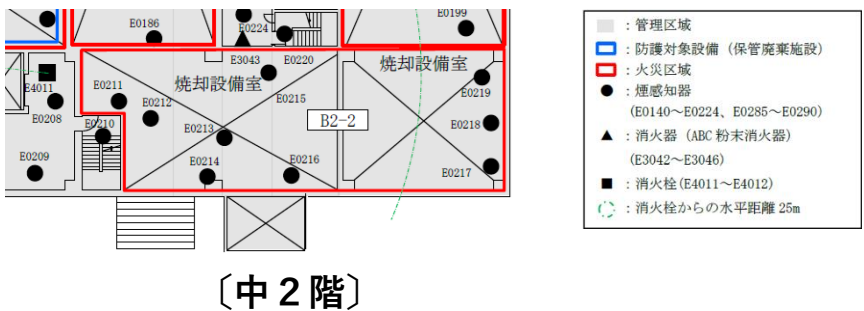 E0186
E0224
E0199
E3043
E0220
焼却設備室
焼却設備室
E4011
E0211
E0212
E0215
E0219
E0208
E0210
E0213
B2-2
E0218
E0209
E0214
E0216
E0217
〔中２階〕
：管理区域
：防護対象設備（保管廃棄施設）
：火災区域
：煙感知器
(E0140～E0224、E0285～E0290)
：消火器（ABC 粉末消火器）
(E3042～E3046)
：消火栓(E4011～E4012)
：消火栓からの水平距離 25m